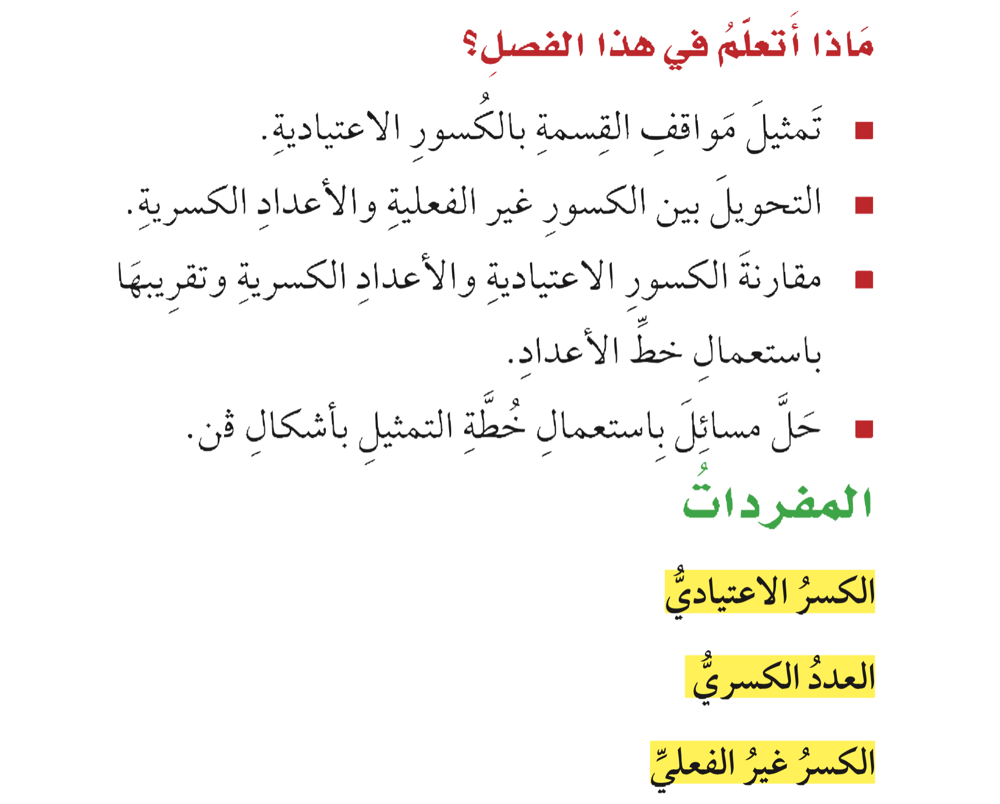 مَاذا أَتعلَّمُ في هذا الفصلِ؟
■ تَمثيلَ مَواقفِ القِسمةِ بالكُسورِ الاعتياديةِ.
■ التحويلَ بين الكسورِ غير الفعليةِ والأعدادِ الكسريةِ.
■ مقارنةَ الكسورِ الاعتياديةِ والأعدادِ الكسريةِ وتقرِيبهَا
باستعمالِ خطِّ الأعدادِ.
■ حَلَّ مسائِلَ بِاستعمالِ خُطَّةِ التمثيلِ بأشكالِ ڤن.
المفرداتُ
الكسرُ الاعتياديُّ
العددُ الكسريُّ
الكسرُ غيرُ الفعليِّ